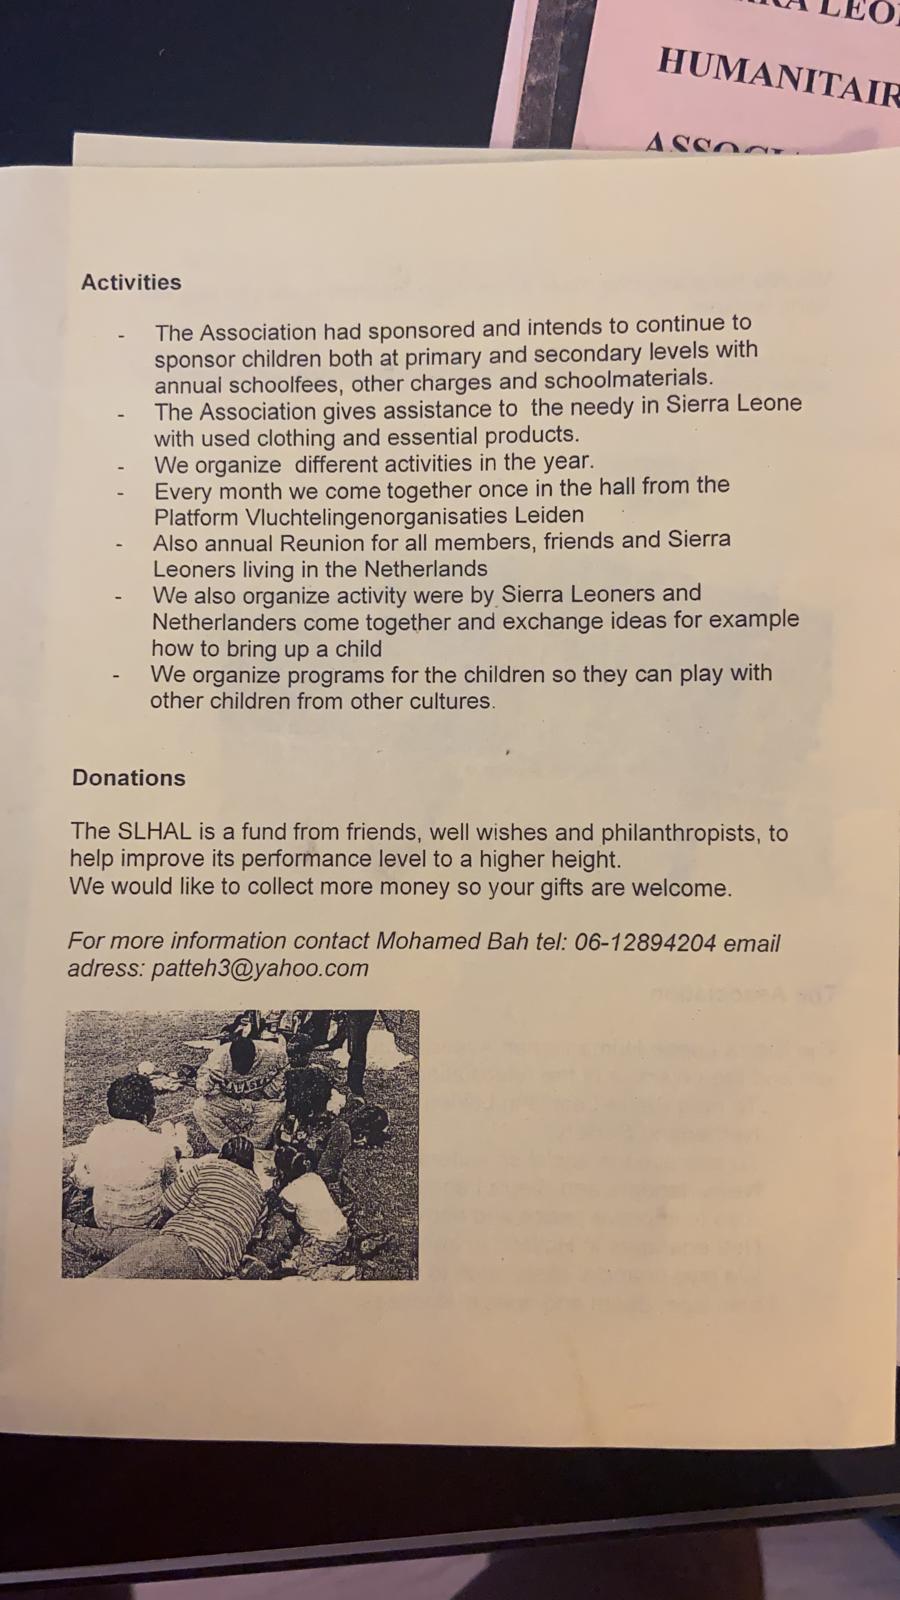 HUMANITAIR
Activities
- The Association had sponsored and intends to continue to
sponsor children both at primary and secondary levels with
annual schoolfees, other charges and schoolmaterials.
- The Association gives assistance to the needy in Sierra Leone
with used clothing and essential products.
- We organize different activities in the year.
- Every month we come together once in the hall from the
Platform Vluchtelingenorganisaties Leiden
- Also annual Reunion for all members, friends and Sierra
Leoners living in the Netherlands
- We also organize activity were by Sierra Leoners and
Netherlanders come together and exchange ideas for example
how to bring up a child
- We organize programs for the children so they can play with
other children from other cultures.
Donations
The SLHAL is a fund from friends, well wishes and philanthropists, to
help improve its performance level to a higher height.
We would like to collect more money so your gifts are welcome.
For more information contact Mohamed Bah tel: 06-12894204 email
adress: patteh3@yahoo.com
ALASKA